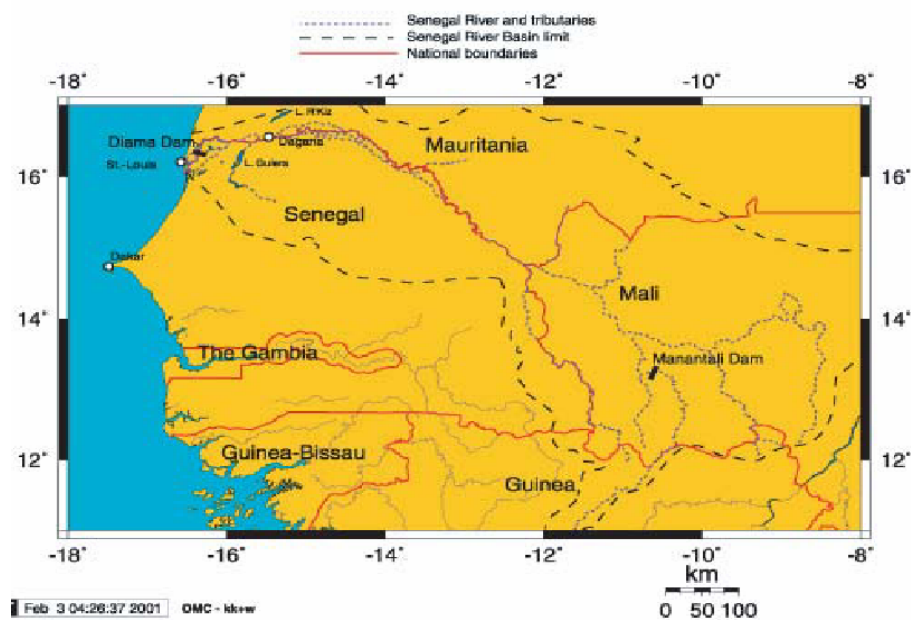 Senegal River and tributaries
Senegal River Basin limit
National boundaries
-18 -16 -14 -12 -10 -8
L. R'Kiz
Diama Dam
Dagana
Mauritania
St.-Louis
L. Guiers
16° 16°
Senegal
Dakar
Mali
14° 14°
The Gambia
Manantali Dam
Guinea-Bissau
12° 12°
Guinea
-18 -16 -14 -12 -10 -8
km
0 50 100
Feb 3 04:26:37 2001 OMC - kk+w